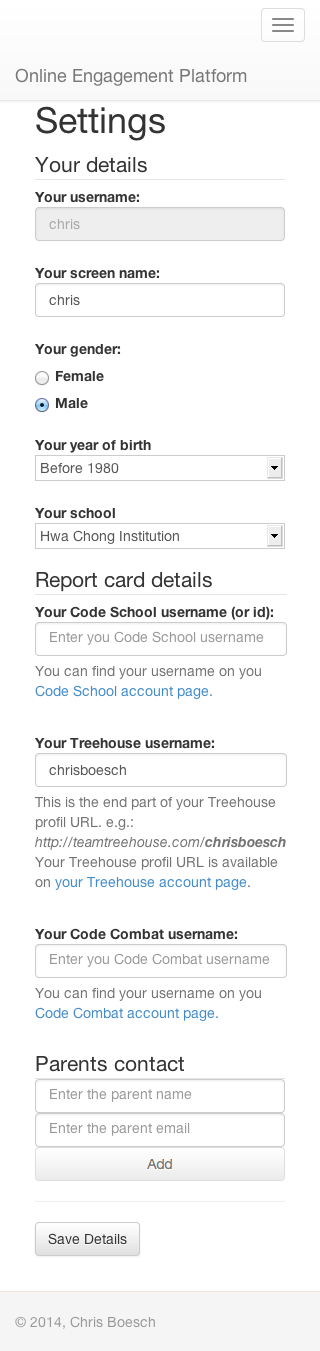 Online Engagement Platform
Settings
Your details
Your username:
chris
Your screen name:
chris
Your gender:
Female
Male
Your year of birth
Before 1980
Your school
Hwa Chong Institution
Report card details
Your Code School username (or id):
Enter you Code School username
You can find your username on you
Code School account page.
Your Treehouse username:
chrisboesch
This is the end part of your Treehouse
profil URL. e.g.:
http://teamtreehouse.com/chrisboesch
Your Treehouse profil URL is available
on your Treehouse account page.
Your Code Combat username:
Enter you Code Combat username
You can find your username on you
Code Combat account page.
Parents contact
Enter the parent name
Enter the parent email
Add
Save Details
© 2014, Chris Boesch